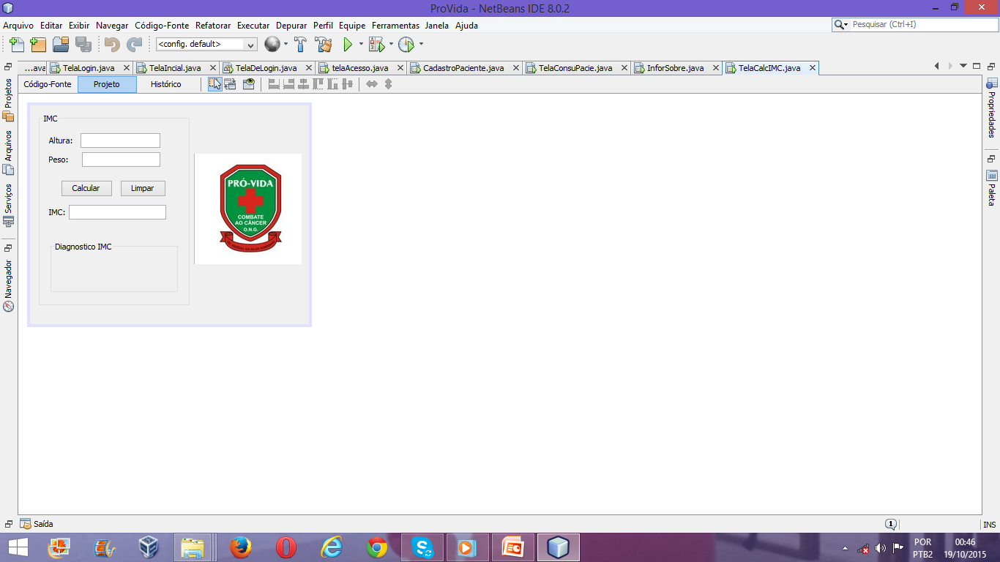 ProVida - NetBeans IDE 8.0.2
Arquivo Editar Exibir Navegar Código-Fonte Refatorar Executar Depurar Perfil Equipe Ferramentas Janela Ajuda
Pesquisar (Ctrl+I)
<config. default>
...ava TelaLogin.java TelaIncial.java TelaDeLogin.java telaAcesso.java CadastroPaciente.java TelaConsuPacie.java InforSobre.java TelaCalcIMC.java
Código-Fonte Projeto Histórico
Projetos
Arquivos
Serviços
Navegador
IMC
Altura:
Peso:
Calcular Limpar
IMC:
Diagnostico IMC
PRÓ-VIDA
COMBATE
AO CÂNCER
O.N.G.
Propriedades
Paleta
Saída
1
INS
POR
PTB2
00:46
19/10/2015